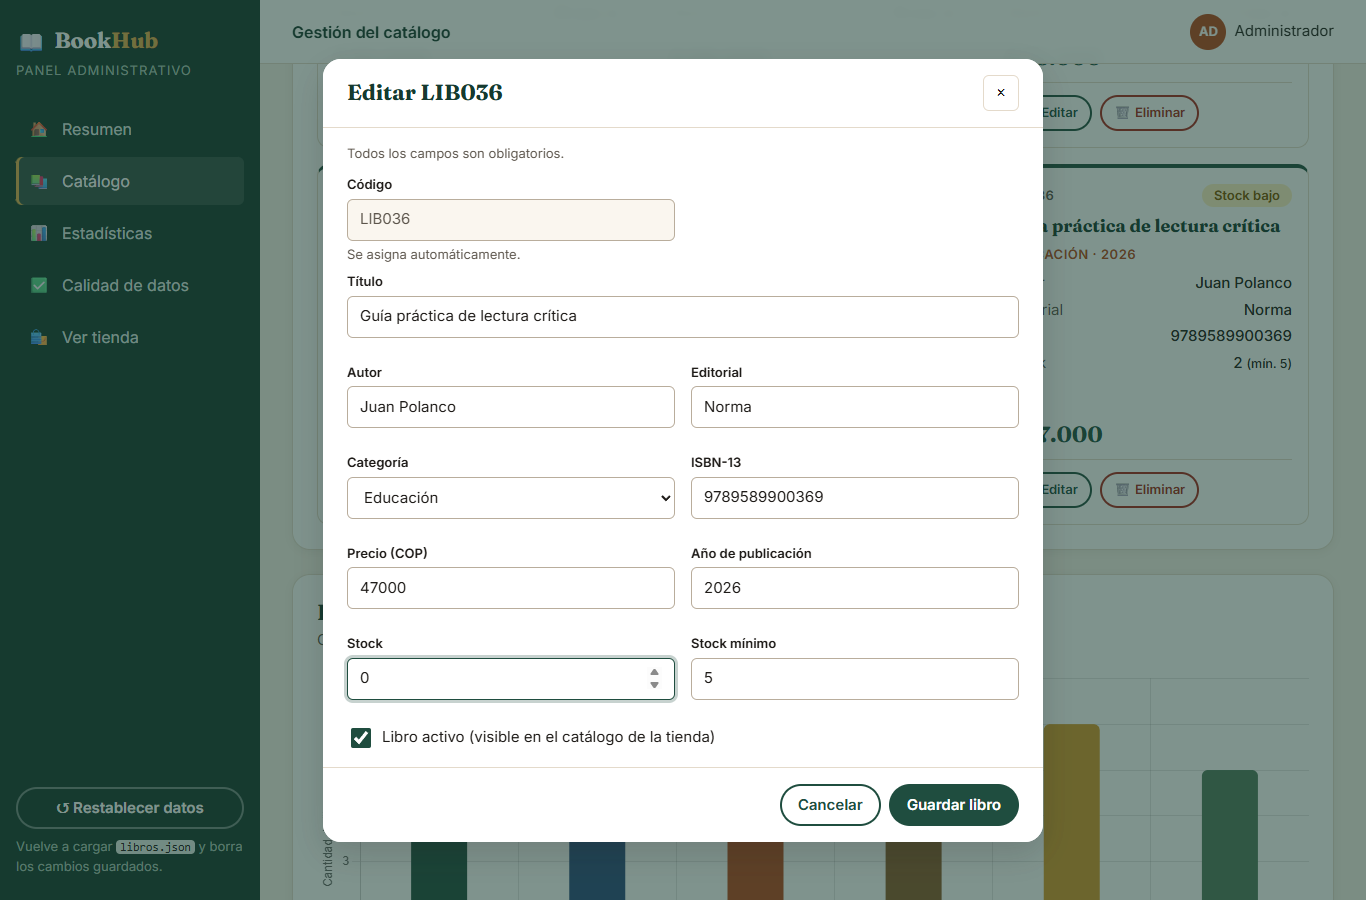 BookHub
PANEL ADMINISTRATIVO
Resumen
Catálogo
Estadísticas
Calidad de datos
Ver tienda
↺ Restablecer datos
Vuelve a cargar libros.json y borra
los cambios guardados.
Gestión del catálogo
AD
Administrador
Editar LIB036
×
Todos los campos son obligatorios.
Código
LIB036
Se asigna automáticamente.
Título
Guía práctica de lectura crítica
Autor
Editorial
Juan Polanco
Norma
Categoría
ISBN-13
Educación
9789589900369
Precio (COP)
Año de publicación
47000
2026
Stock
Stock mínimo
0
5
Libro activo (visible en el catálogo de la tienda)
Cancelar
Guardar libro
Editar
Eliminar
36
Stock bajo
práctica de lectura crítica
ACIÓN · 2026
Juan Polanco
rial
Norma
9789589900369
2 (mín. 5)
7.000
Editar
Eliminar
Cantidad
3